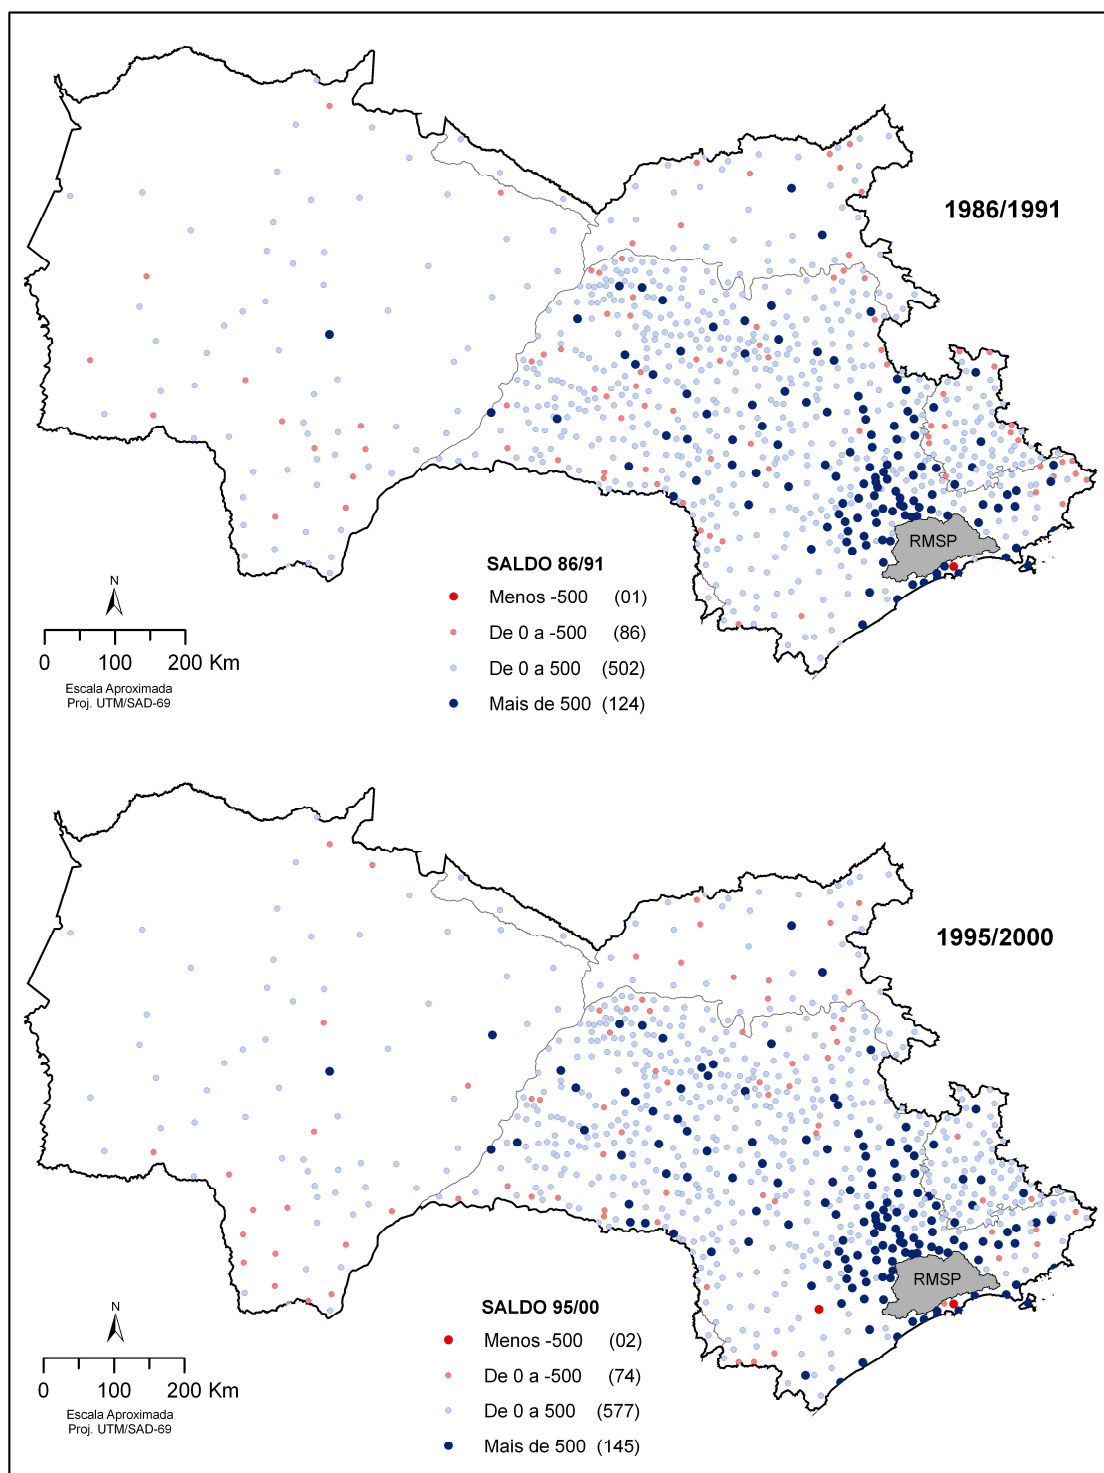 1986/1991
RMSP
SALDO 86/91
Menos -500 (01)
De 0 a -500 (86)
De 0 a 500 (502)
Mais de 500 (124)
N
0 100 200 Km
Escala Aproximada
Proj. UTM/SAD-69
1995/2000
RMSP
SALDO 95/00
Menos -500 (02)
De 0 a -500 (74)
De 0 a 500 (577)
Mais de 500 (145)
N
0 100 200 Km
Escala Aproximada
Proj. UTM/SAD-69